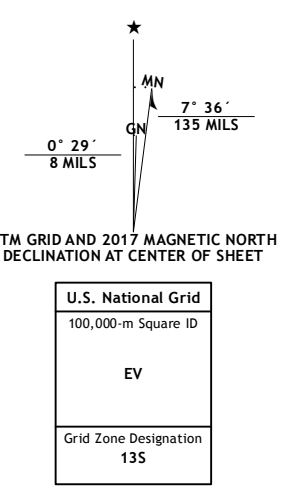 ★
MN
7° 36´
135 MILS
GN
0° 29´
8 MILS
TM GRID AND 2017 MAGNETIC NORTH
DECLINATION AT CENTER OF SHEET
U.S. National Grid
100,000-m Square ID
EV
Grid Zone Designation
13S